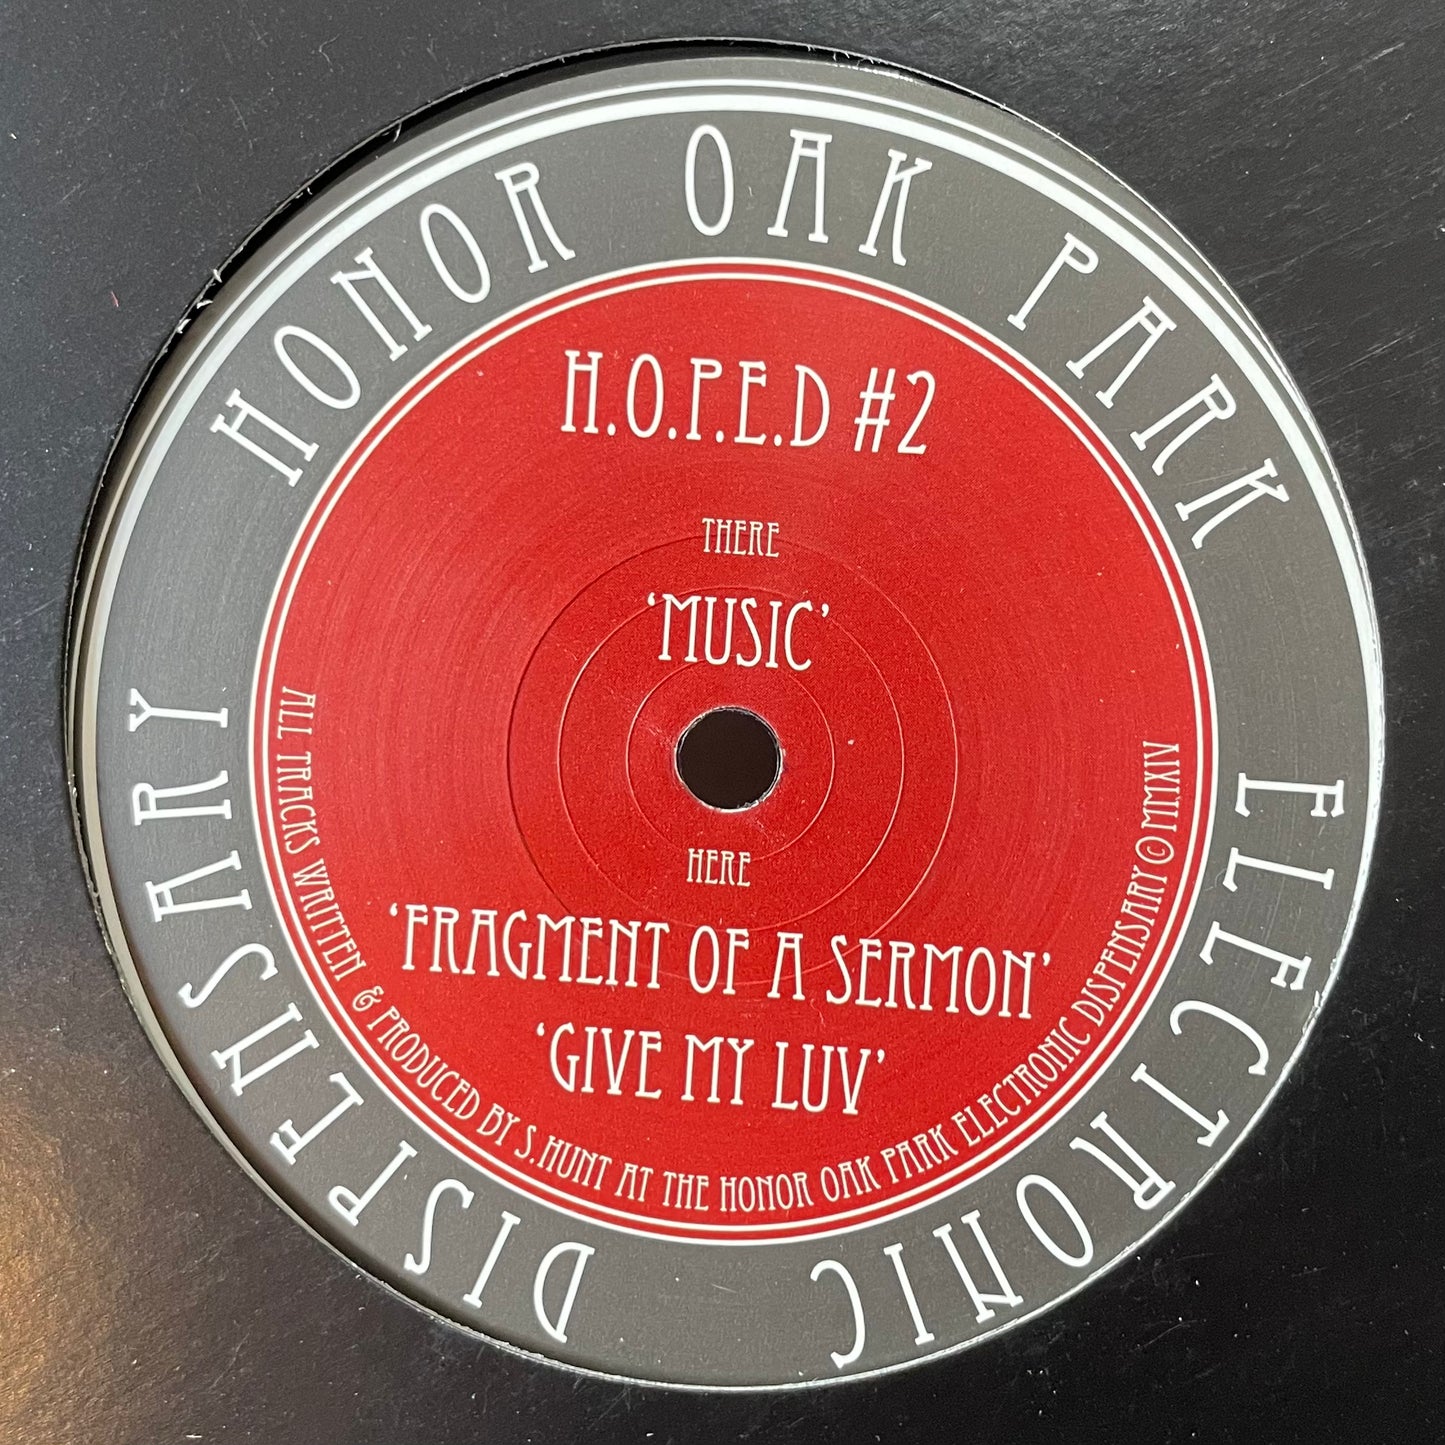 HONOR OAK PARK ELECTRONIC DISPENSARY
H.O.P.E.D #2
THERE
‘MUSIC’
HERE
‘FRAGMENT OF A SERMON’
‘GIVE MY LUV’
ALL TRACKS WRITTEN & PRODUCED BY S.HUNT AT THE HONOR OAK PARK ELECTRONIC DISPENSARY © MMXIV